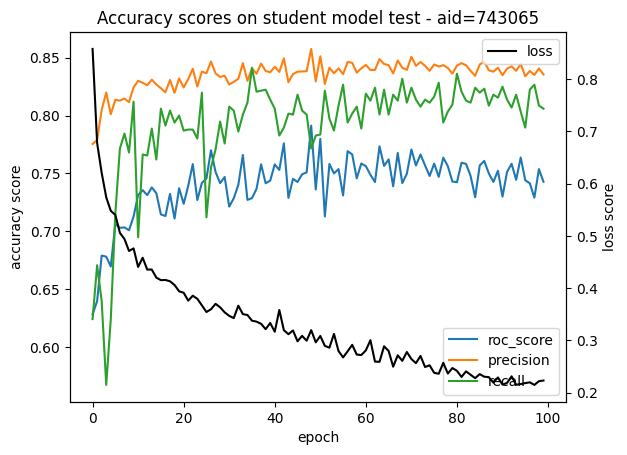 Accuracy scores on student model test - aid=743065
loss
0.85
0.80
0.75
0.70
0.65
0.60
accuracy score
0.8
0.7
0.6
0.5
0.4
0.3
0.2
loss score
roc_score
precision
recall
0
20
40
60
80
100
epoch